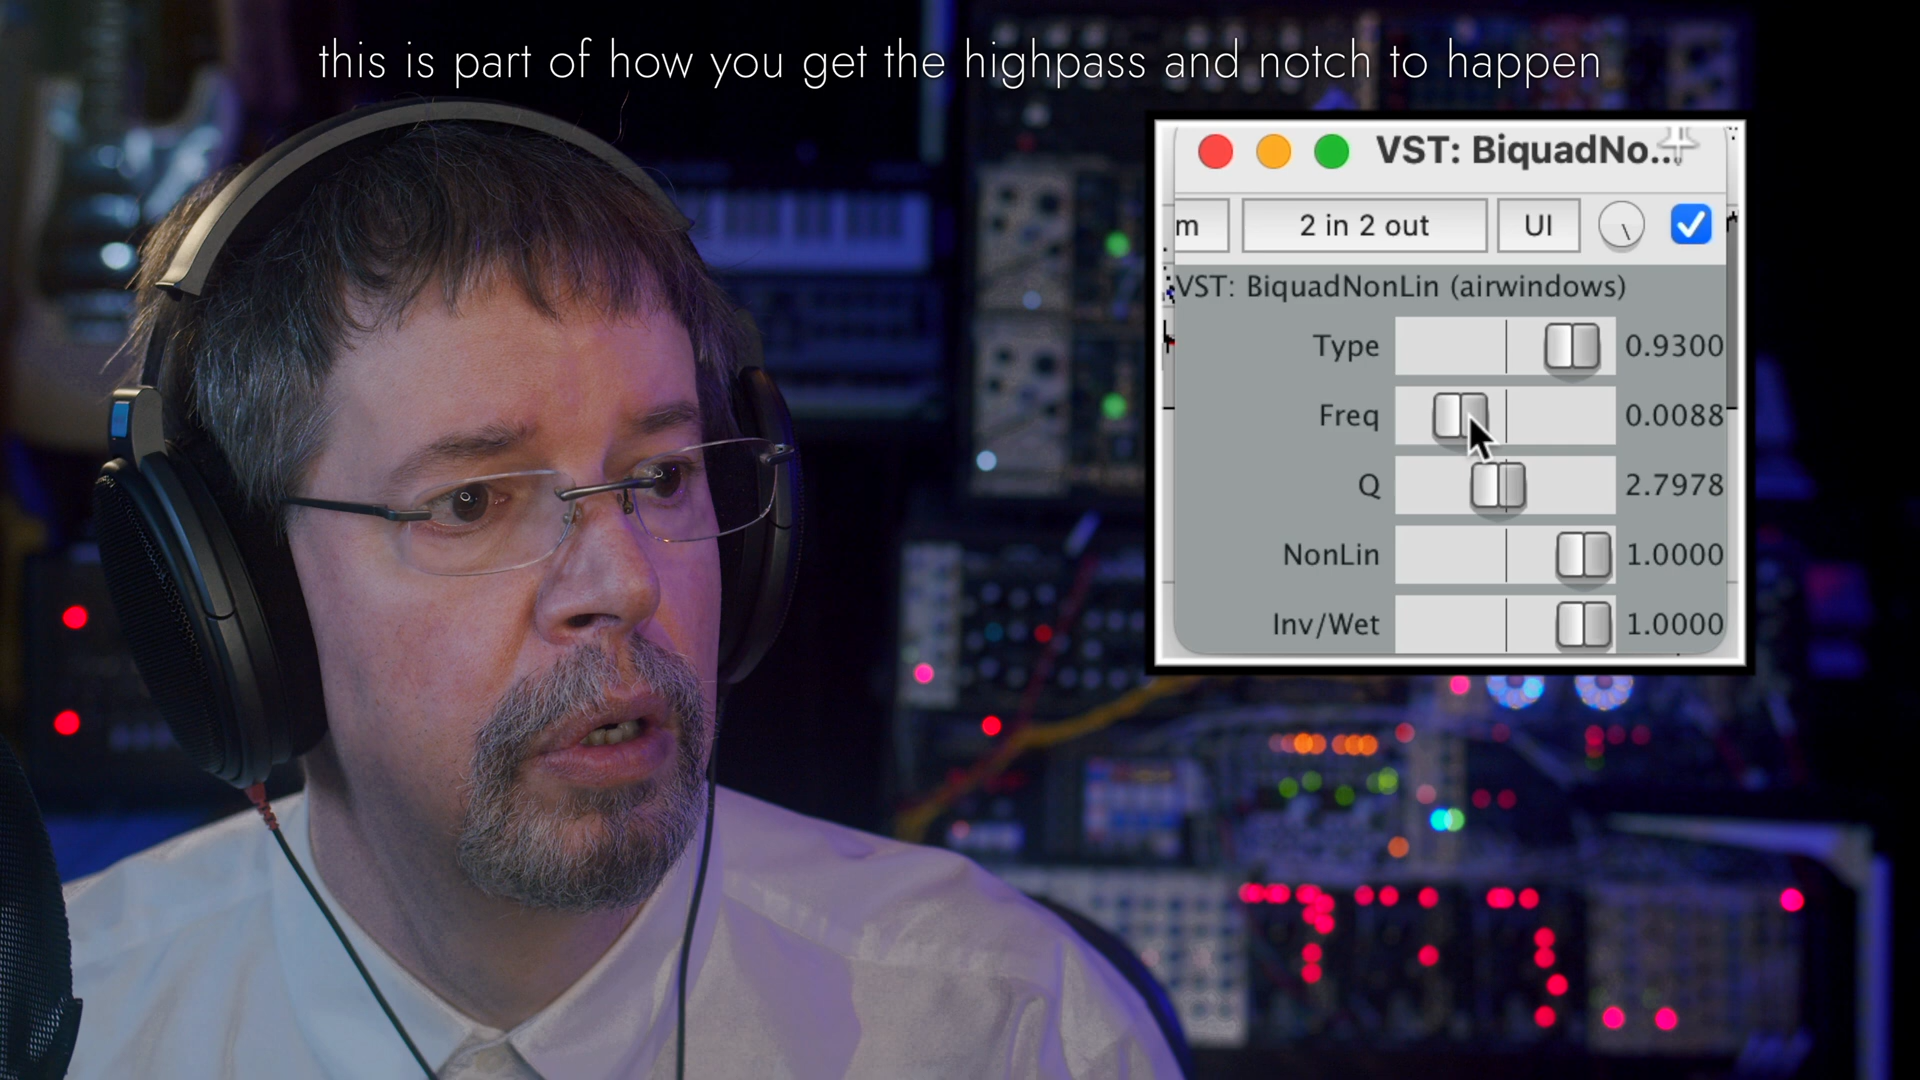 this is part of how you get the highpass and notch to happen
VST: BiquadNo...
m 2 in 2 out UI
VST: BiquadNonLin (airwindows)
Type 0.9300
Freq 0.0088
Q 2.7978
NonLin 1.0000
Inv/Wet 1.0000